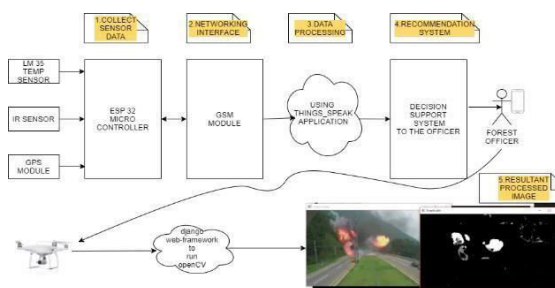 1.COLLECT
SENSOR
DATA
2.NETWORKING
INTERFACE
3.DATA
PROCESSING
4.RECOMMENDATION
SYSTEM
LM 35
TEMP
SENSOR
IR SENSOR
GPS
MODULE
ESP 32
MICRO
CONTROLLER
GSM
MODULE
USING
THINGS_SPEAK
APPLICATION
DECISION
SUPPORT
SYSTEM
TO THE OFFICER
FOREST
OFFICER
5.RESULTANT
PROCESSED
IMAGE
django
web-framework
to
run
openCV